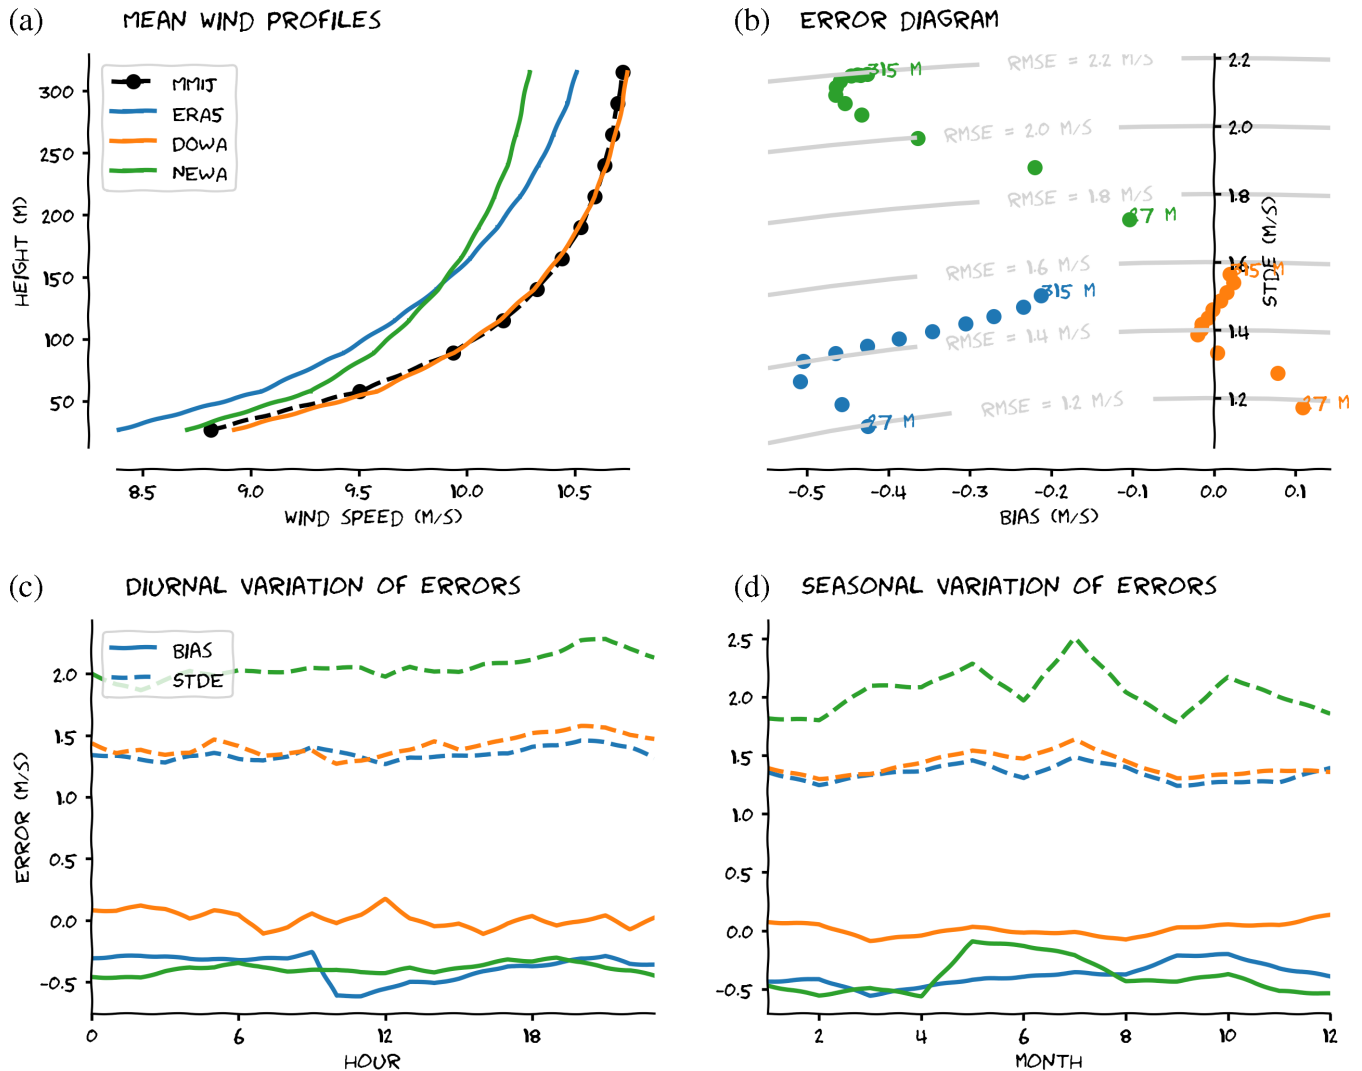 (a) MEAN WIND PROFILES
MMIJ
ERA5
DOWA
NEWA
300
250
200
150
100
50
HEIGHT (M)
8.5 9.0 9.5 10.0 10.5
WIND SPEED (M/S)
(b) ERROR DIAGRAM
RMSE = 2.2 M/S
RMSE = 2.0 M/S
RMSE = 1.8 M/S
RMSE = 1.6 M/S
RMSE = 1.4 M/S
RMSE = 1.2 M/S
315 M
27 M
315 M
27 M
315 M
27 M
2.2
2.0
1.8
1.6
1.4
1.2
STDE (M/S)
-0.5 -0.4 -0.3 -0.2 -0.1 0.0 0.1
BIAS (M/S)
(c) DIURNAL VARIATION OF ERRORS
BIAS
STDE
2.0
1.5
1.0
0.5
0.0
-0.5
ERROR (M/S)
0 6 12 18
HOUR
(d) SEASONAL VARIATION OF ERRORS
2.5
2.0
1.5
1.0
0.5
0.0
-0.5
2 4 6 8 10 12
MONTH